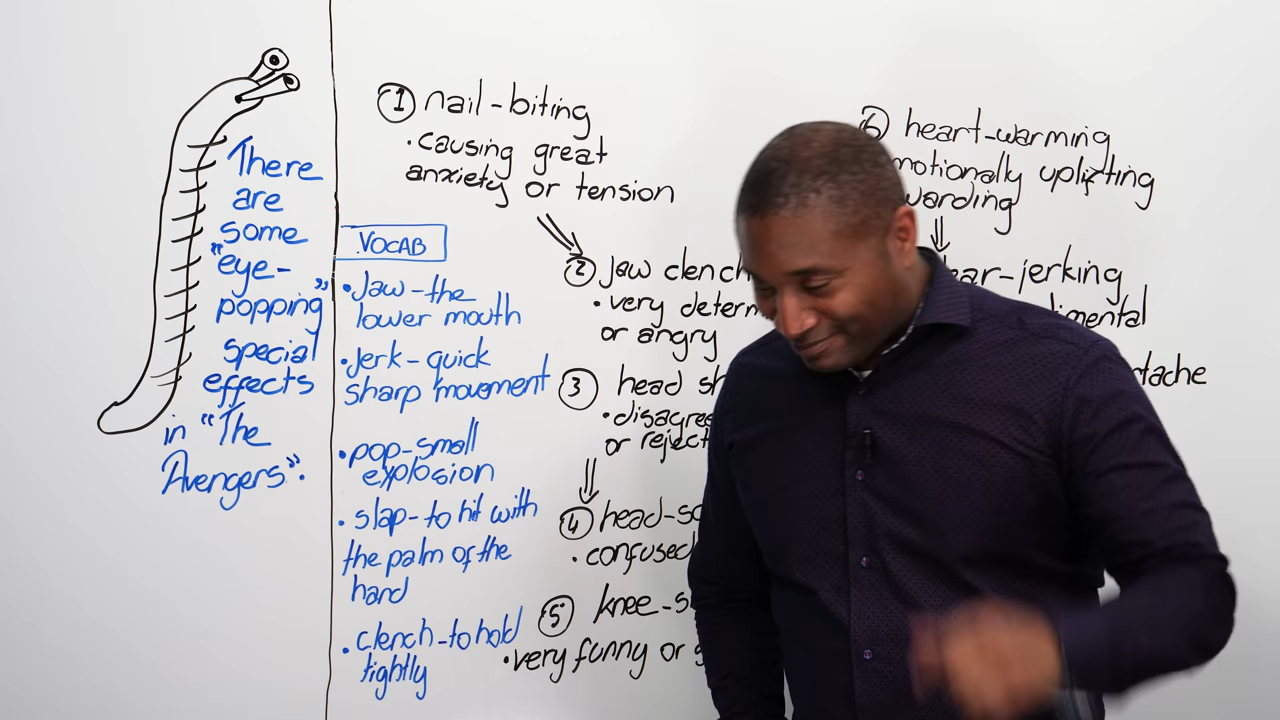 There
are
some
"eye-
popping"
special
effects
in "The
Avengers".
VOCAB
• Jaw - the
lower mouth
• Jerk - quick
sharp movement
• pop - small
explosion
• slap - to hit with
the palm of the
hand
• clench - to hold
tightly
1 nail-biting
• causing great
anxiety or tension
2 jaw clench
• very determ
or angry
3 head sh
• disagree
or reject
4 head-sc
• confused
5 knee-s
• very funny or
6 heart-warming
motionally uplifting
warding
ear-jerking
imental
tache